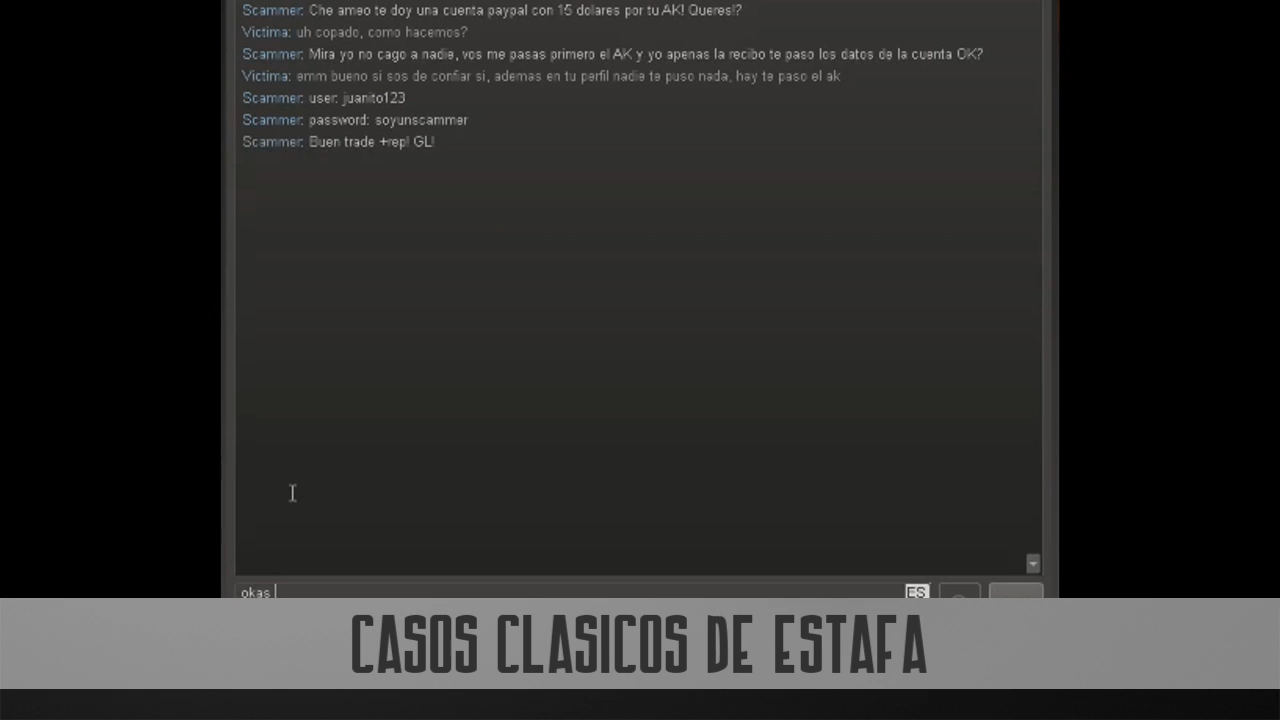 Scammer: Che ameo te doy una cuenta paypal con 15 dolares por tu AK! Queres!?
Victima: uh copado, como hacemos?
Scammer: Mira yo no cago a nadie, vos me pasas primero el AK y yo apenas la recibo te paso los datos de la cuenta OK?
Victima: emm bueno si sos de confiar si, ademas en tu perfil nadie te puso nada, hay te paso el ak
Scammer: user: juanito123
Scammer: password: soyunscammer
Scammer: Buen trade +rep! GL!
okas
ES
CASOS CLASICOS DE ESTAFA